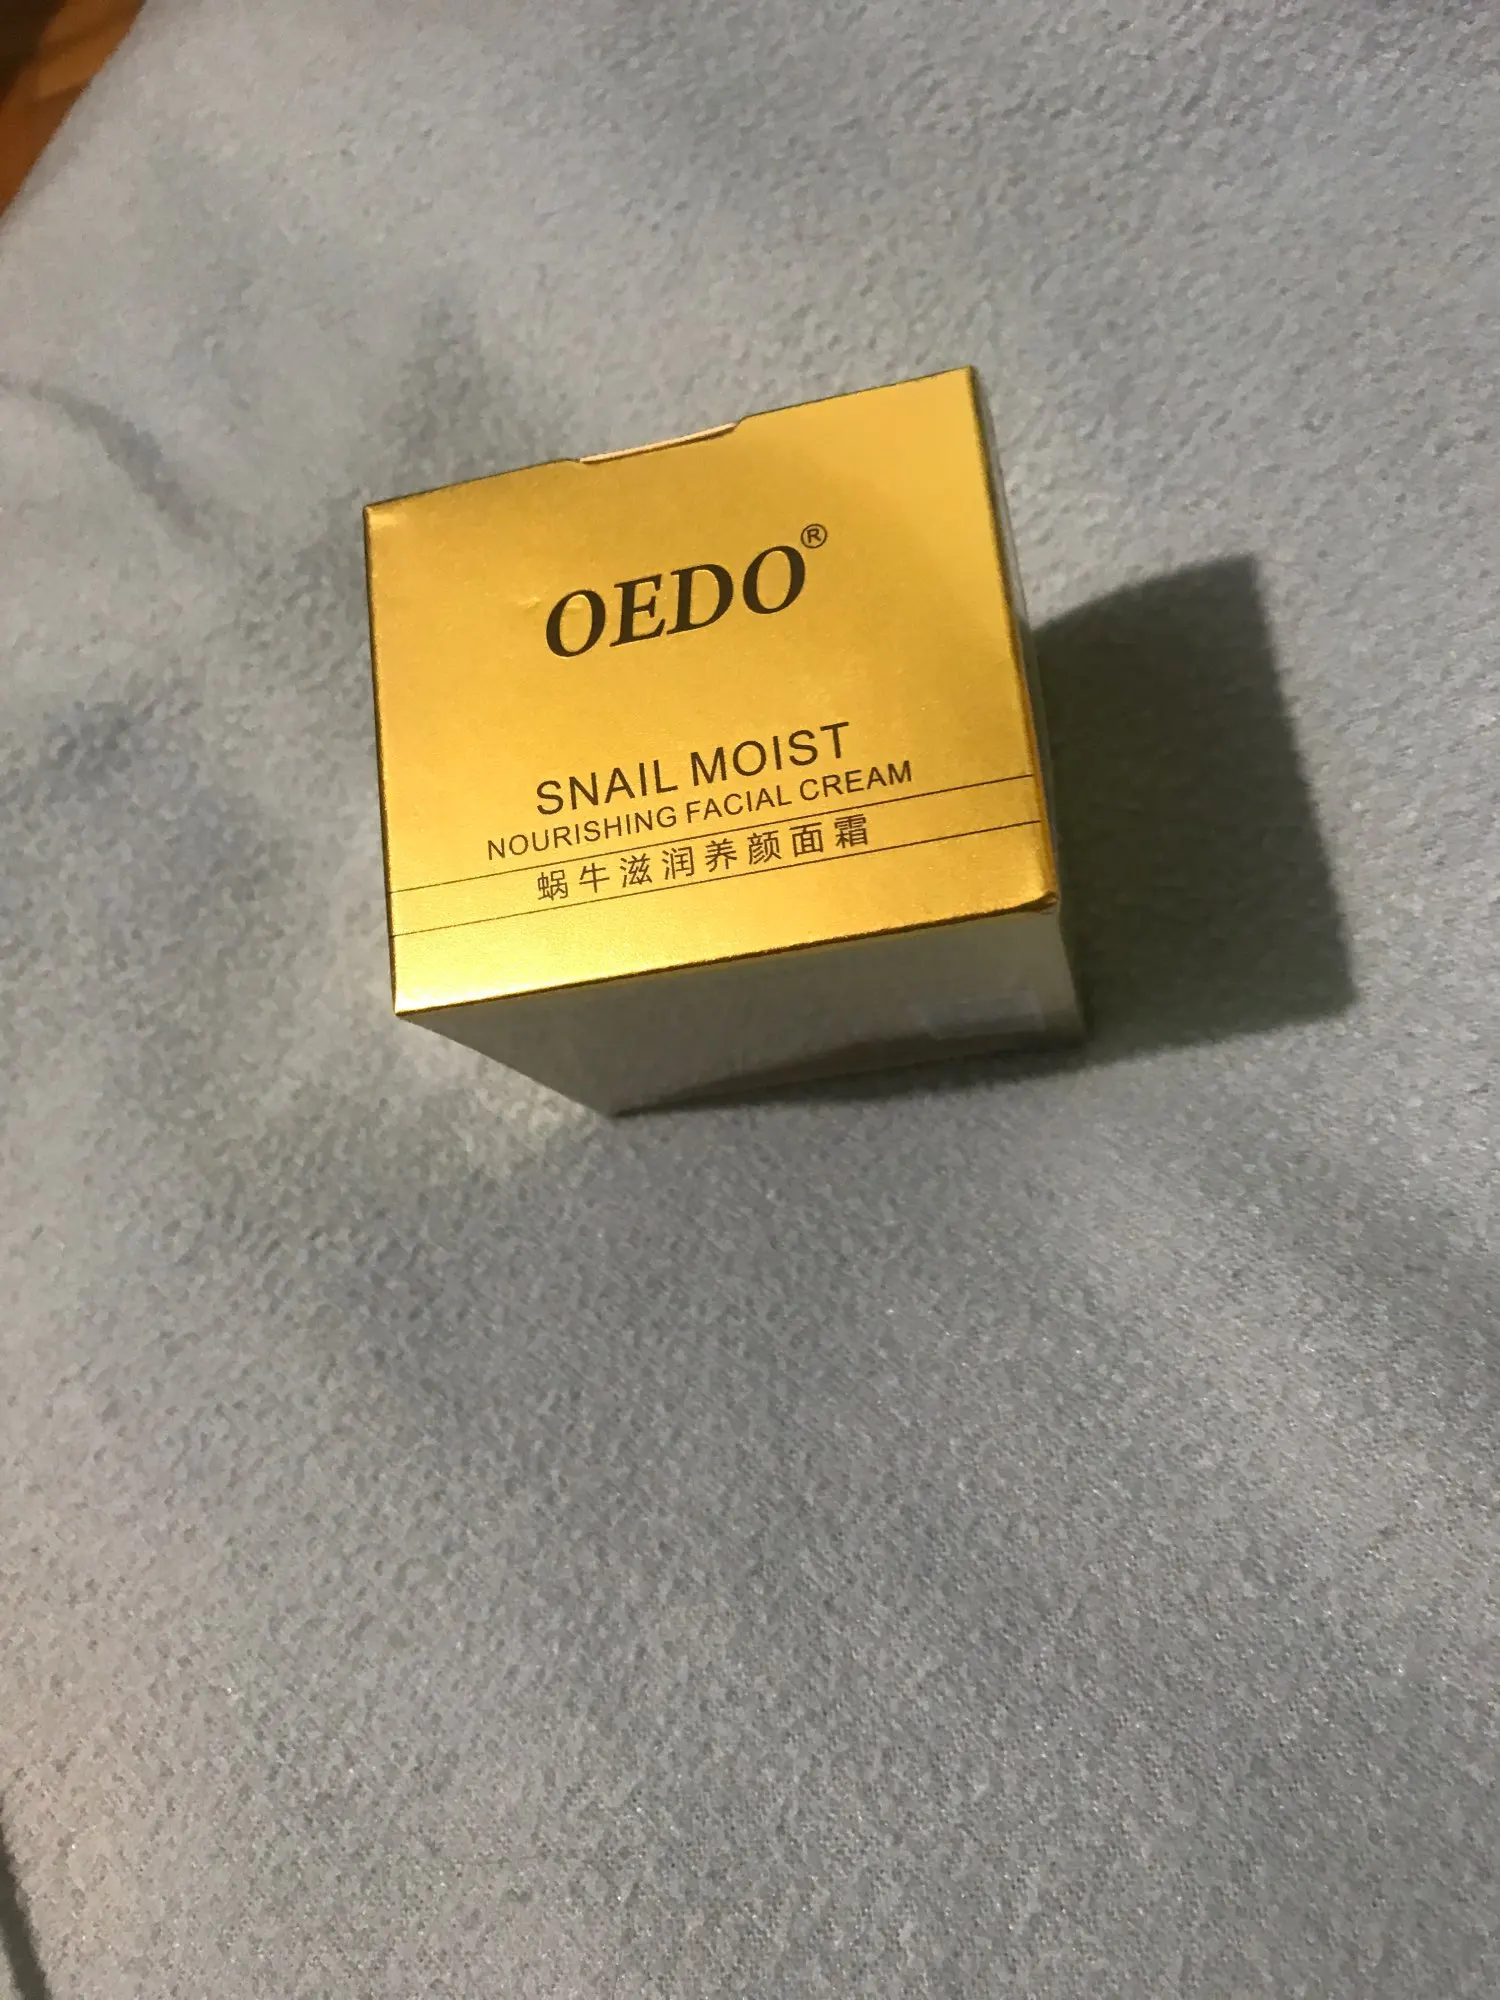 OEDO®
SNAIL MOIST
NOURISHING FACIAL CREAM
蜗牛滋润养颜面霜